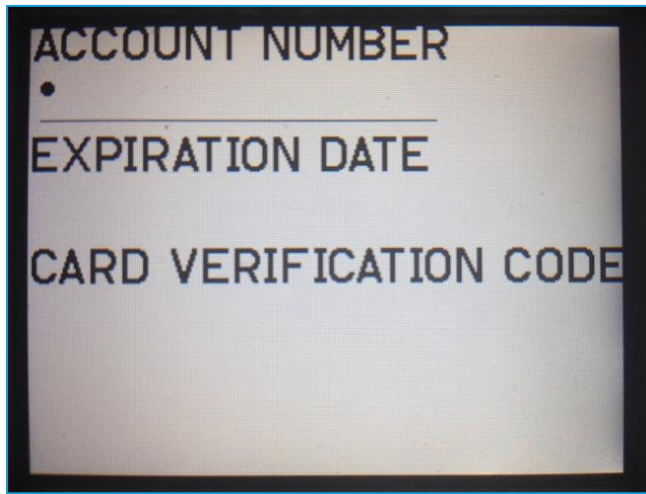 ACCOUNT NUMBER
•
EXPIRATION DATE
CARD VERIFICATION CODE